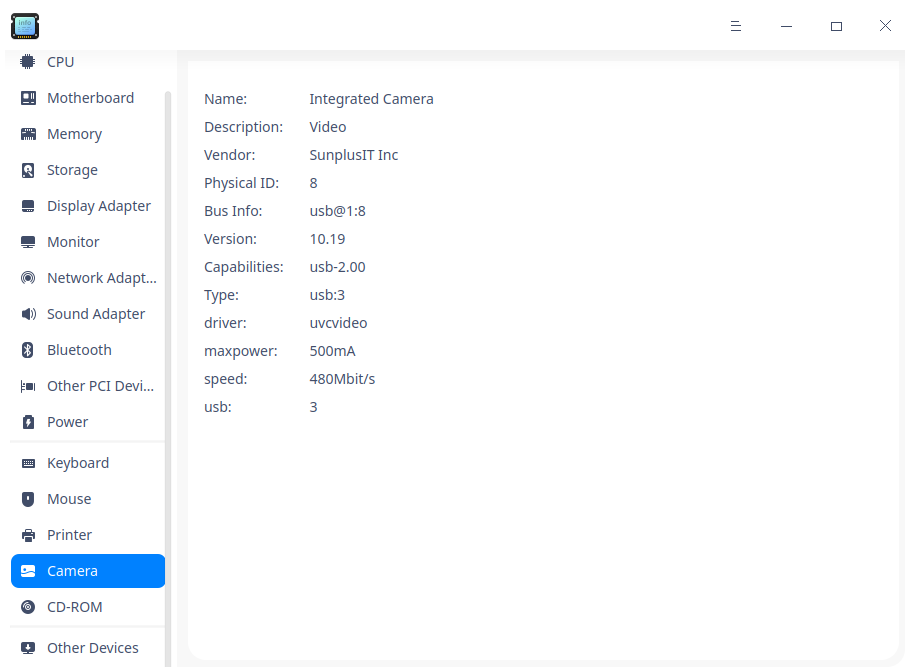 info
CPU
Motherboard
Memory
Storage
Display Adapter
Monitor
Network Adapt...
Sound Adapter
Bluetooth
Other PCI Devi...
Power
Keyboard
Mouse
Printer
Camera
CD-ROM
Other Devices
Name: Integrated Camera
Description: Video
Vendor: SunplusIT Inc
Physical ID: 8
Bus Info: usb@1:8
Version: 10.19
Capabilities: usb-2.00
Type: usb:3
driver: uvcvideo
maxpower: 500mA
speed: 480Mbit/s
usb: 3